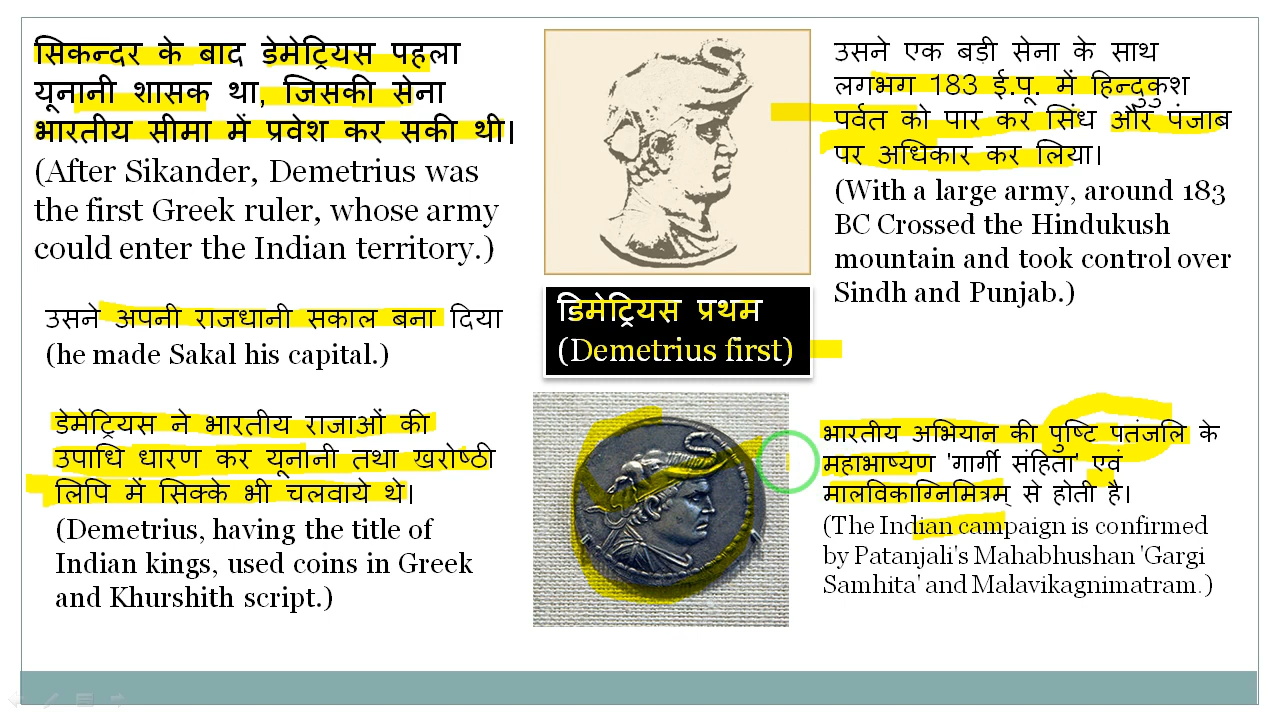 सिकन्दर के बाद डेमेट्रियस पहला
यूनानी शासक था, जिसकी सेना
भारतीय सीमा में प्रवेश कर सकी थी।
(After Sikander, Demetrius was
the first Greek ruler, whose army
could enter the Indian territory.)
उसने अपनी राजधानी सकाल बना दिया
(he made Sakal his capital.)
डेमेट्रियस ने भारतीय राजाओं की
उपाधि धारण कर यूनानी तथा खरोष्ठी
लिपि में सिक्के भी चलवाये थे।
(Demetrius, having the title of
Indian kings, used coins in Greek
and Khurshith script.)
डिमेट्रियस प्रथम
(Demetrius first)
उसने एक बड़ी सेना के साथ
लगभग 183 ई.पू. में हिन्दुकुश
पर्वत को पार कर सिंध और पंजाब
पर अधिकार कर लिया।
(With a large army, around 183
BC Crossed the Hindukush
mountain and took control over
Sindh and Punjab.)
भारतीय अभियान की पुष्टि पतंजलि के
महाभाष्यण 'गार्गी संहिता' एवं
मालविकाग्निमित्रम् से होती है।
(The Indian campaign is confirmed
by Patanjali's Mahabhushan 'Gargi
Samhita' and Malavikagnimatram.)